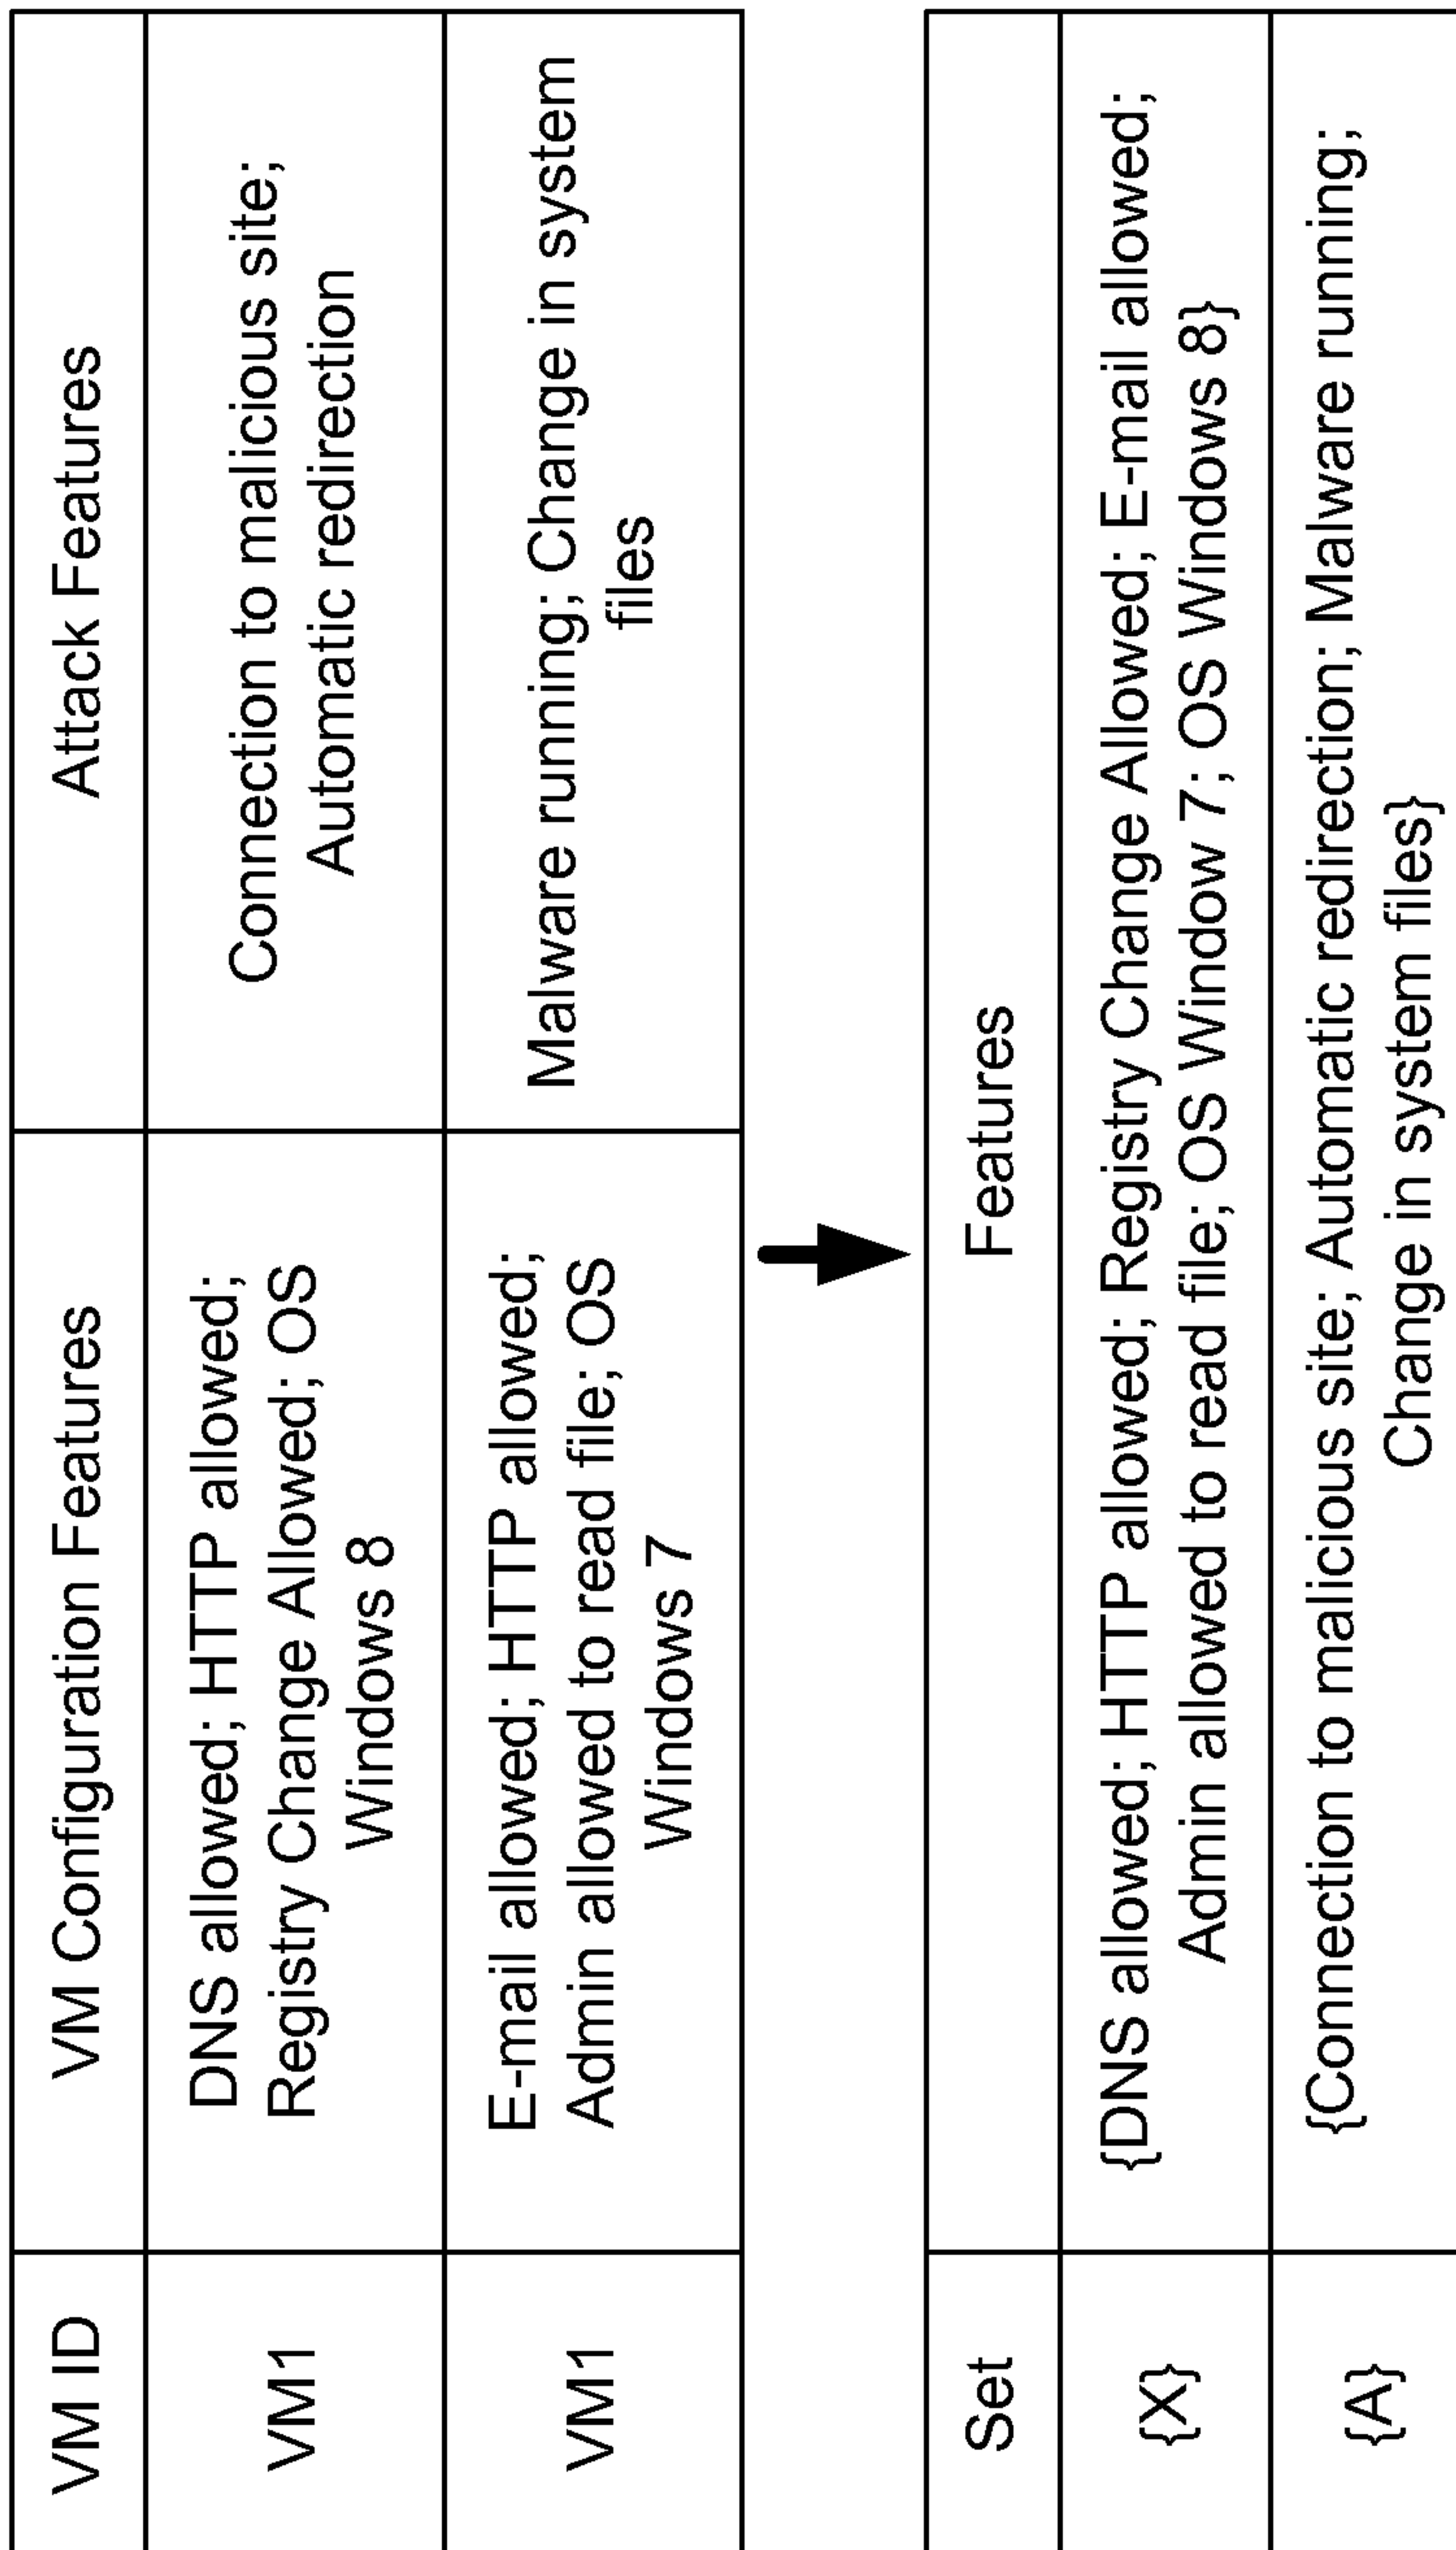 VM ID
VM Configuration Features
Attack Features
VM1
DNS allowed; HTTP allowed;
Registry Change Allowed; OS
Windows 8
Connection to malicious site;
Automatic redirection
VM1
E-mail allowed; HTTP allowed;
Admin allowed to read file; OS
Windows 7
Malware running; Change in system
files
Set
Features
{X}
{DNS allowed; HTTP allowed; Registry Change Allowed; E-mail allowed;
Admin allowed to read file; OS Window 7; OS Windows 8}
{A}
{Connection to malicious site; Automatic redirection; Malware running;
Change in system files}